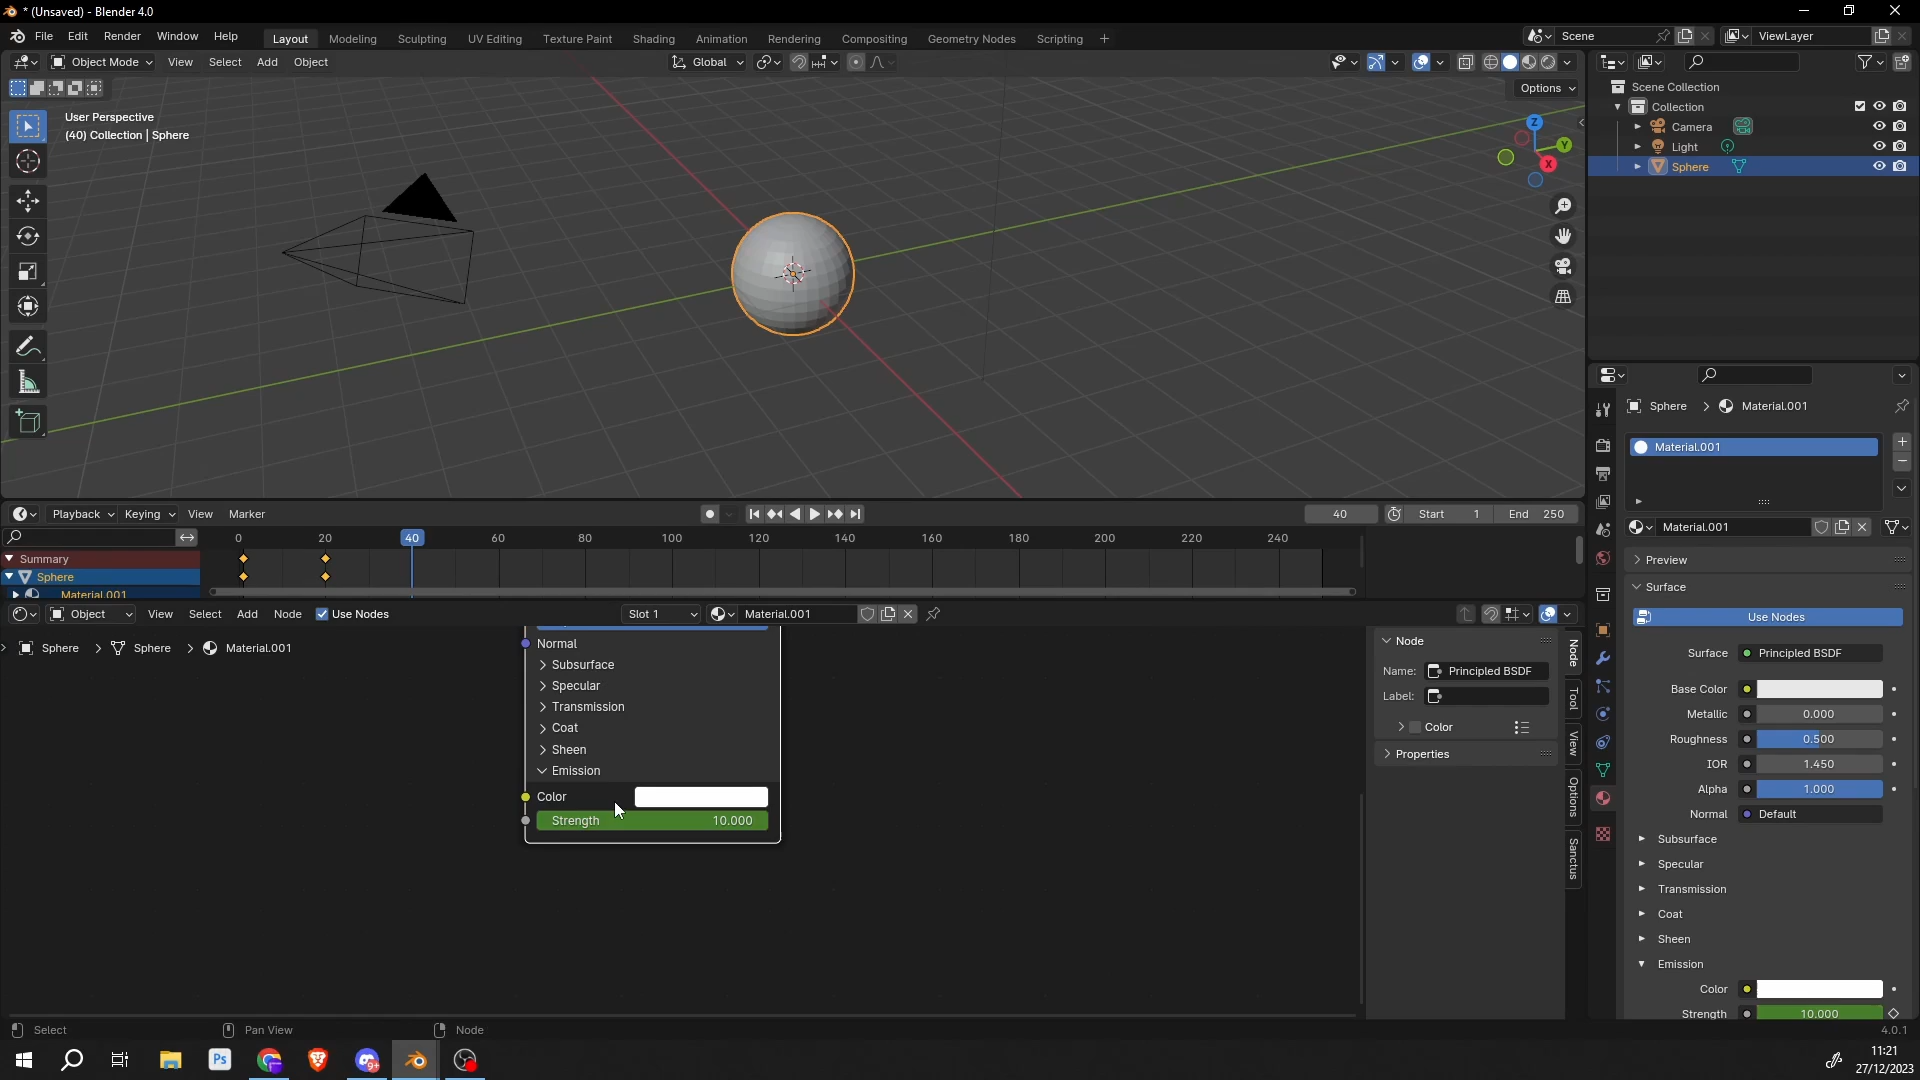 * (Unsaved) - Blender 4.0
File Edit Render Window Help Layout Modeling Sculpting UV Editing Texture Paint Shading Animation Rendering Compositing Geometry Nodes Scripting + Scene ViewLayer
Object Mode View Select Add Object Global
Options
User Perspective
(40) Collection | Sphere
Z
Y
X
Scene Collection
Collection
Camera
Light
Sphere
Sphere > Material.001
Material.001
Material.001
Preview
Surface
Use Nodes
Surface Principled BSDF
Base Color
Metallic 0.000
Roughness 0.500
IOR 1.450
Alpha 1.000
Normal Default
Subsurface
Specular
Transmission
Coat
Sheen
Emission
Color
Strength 10.000
Playback Keying View Marker 40 Start 1 End 250
0 20 40 60 80 100 120 140 160 180 200 220 240
Summary
Sphere
Material.001
Object View Select Add Node Use Nodes Slot 1 Material.001
Sphere > Sphere > Material.001
Normal
Subsurface
Specular
Transmission
Coat
Sheen
Emission
Color
Strength 10.000
Node
Name: Principled BSDF
Label:
Color
Properties
Node
Tool
View
Options
Sanctus
Select Pan View Node 4.0.1
Ps
9+
11:21
27/12/2023